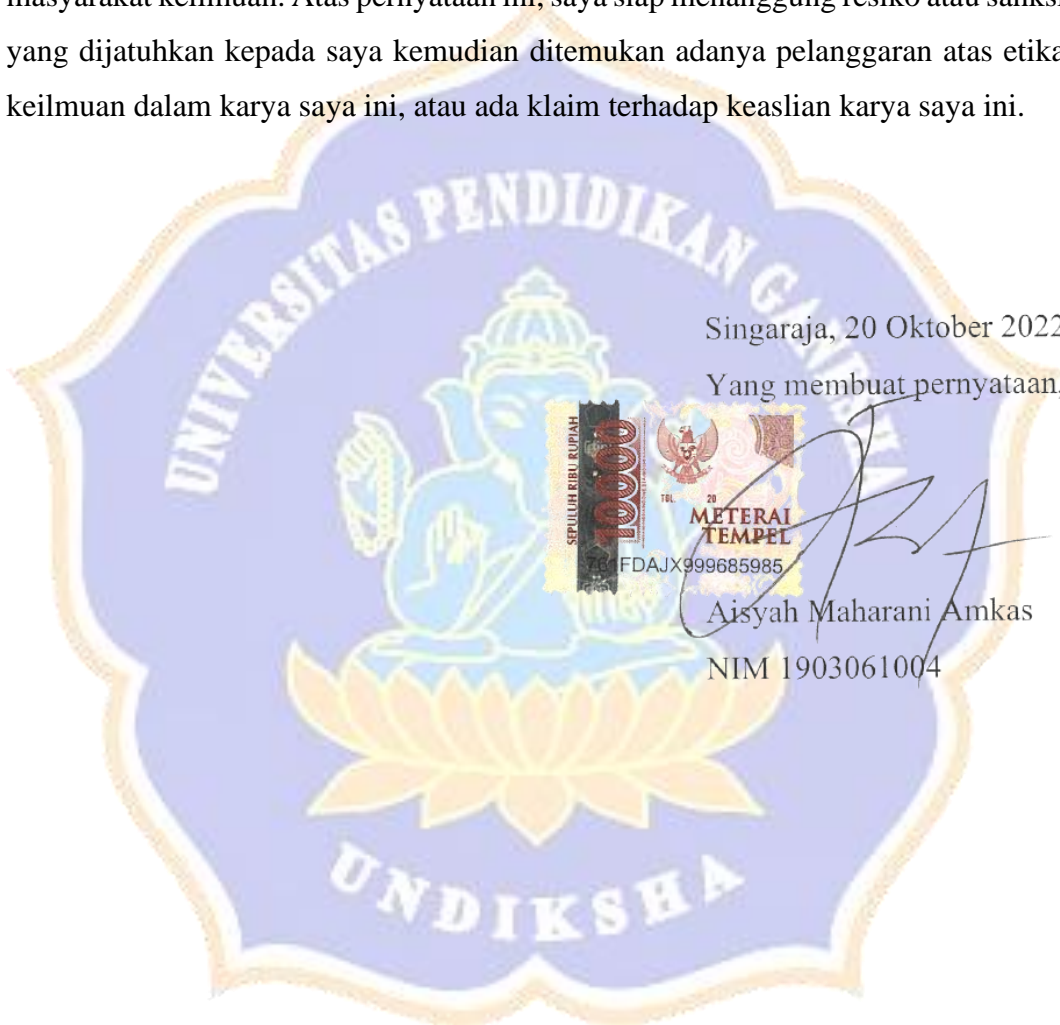 masyarakat keilmuan. Atas pernyataan ini, saya siap menanggung resiko atau sanksi
yang dijatuhkan kepada saya kemudian ditemukan adanya pelanggaran atas etika
keilmuan dalam karya saya ini, atau ada klaim terhadap keaslian karya saya ini.
UNIVERSITAS PENDIDIKAN GANESHA
Singaraja, 20 Oktober 2022
Yang membuat pernyataan,
SEPULUH RIBU RUPIAH
10000
TGL. 20
METERAI
TEMPEL
FDAJX999685985
Aisyah Maharani Amkas
NIM 1903061004
UNDIKSHA